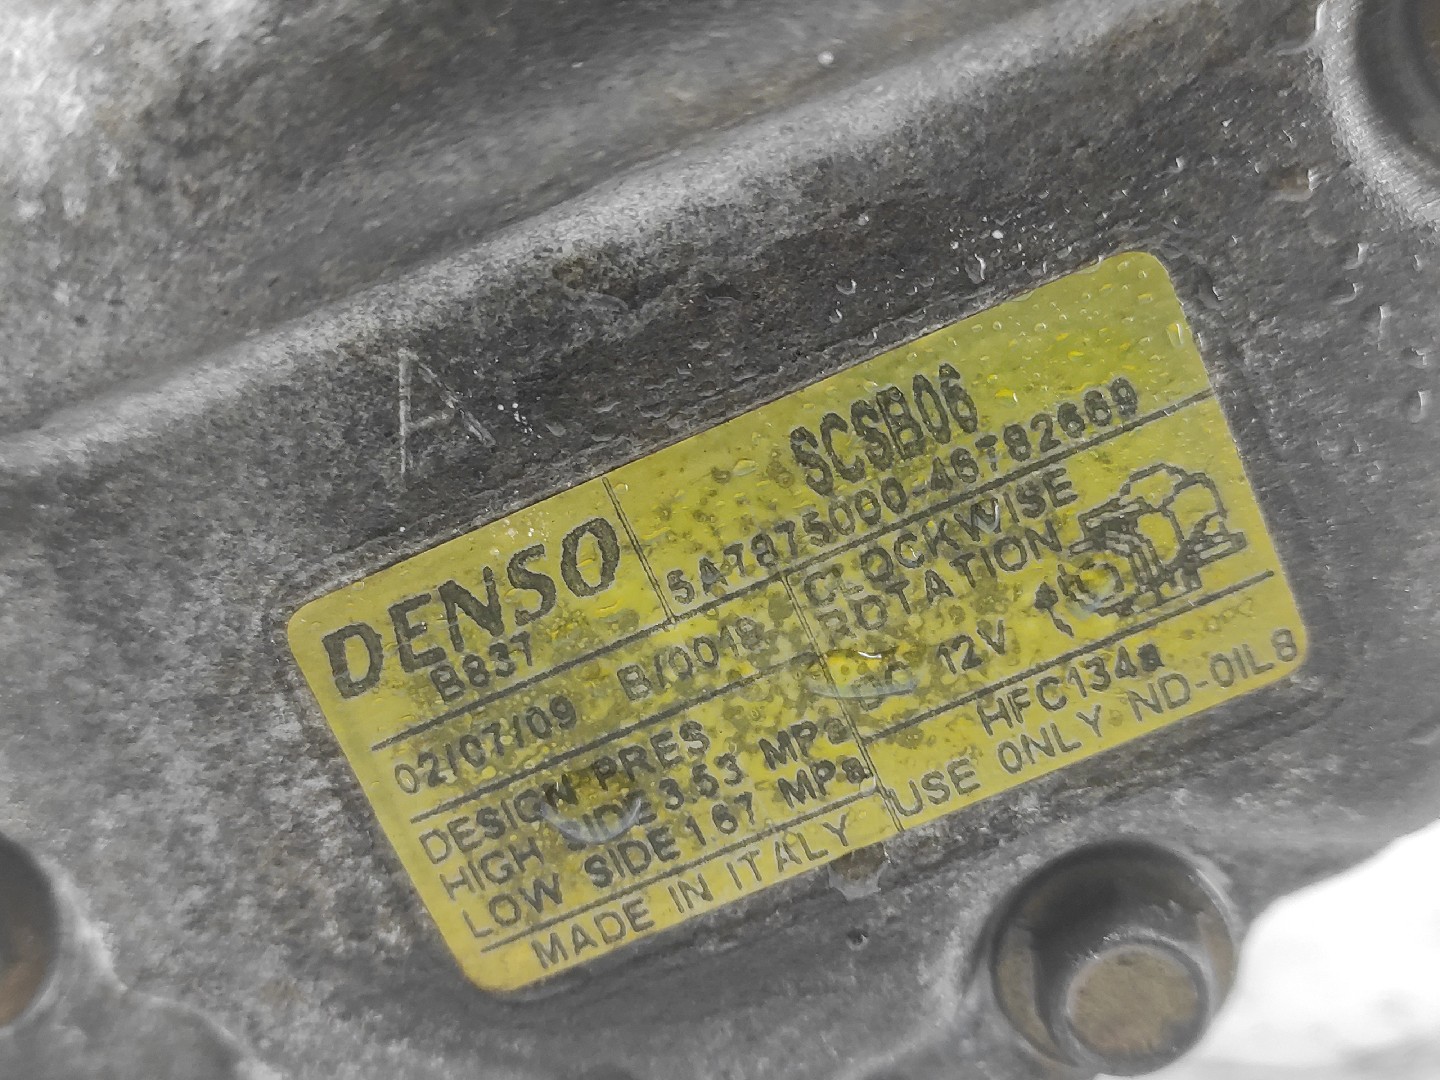 A
DENSO
B837
SCSB06
5A7875000-46782669
02/07/09 B/0018
CLOCKWISE
ROTATION
DC 12V
DESIGN PRES
HIGH SIDE 3.53 MPa
LOW SIDE 1.67 MPa
HFC134a
USE ONLY ND-OIL8
MADE IN ITALY